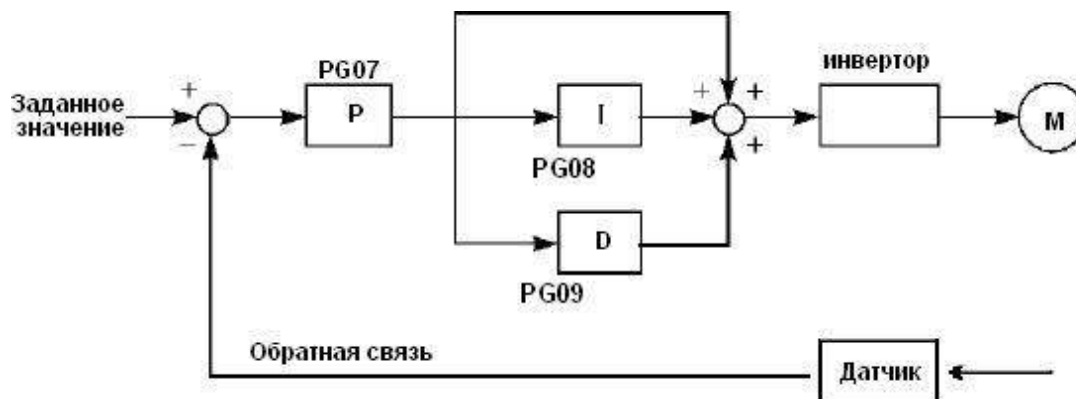 PG07
инвертор
Заданное
значение
+
−
P
I
+
+
+
M
PG08
D
PG09
Обратная связь
Датчик